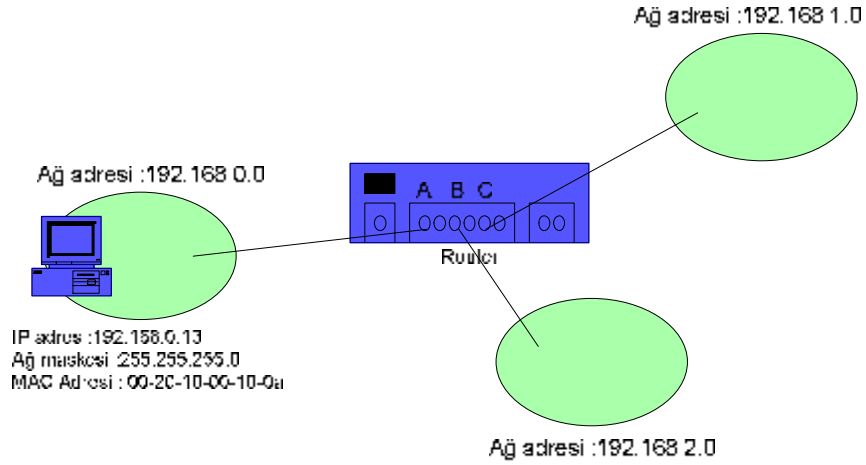 Ağ adresi :192.168.1.0
Ağ adresi :192.168.0.0
A B C
Router
IP adres :192.168.0.13
Ağ maskesi :255.255.255.0
MAC Adresi : 00-20-10-00-10-0a
Ağ adresi :192.168.2.0